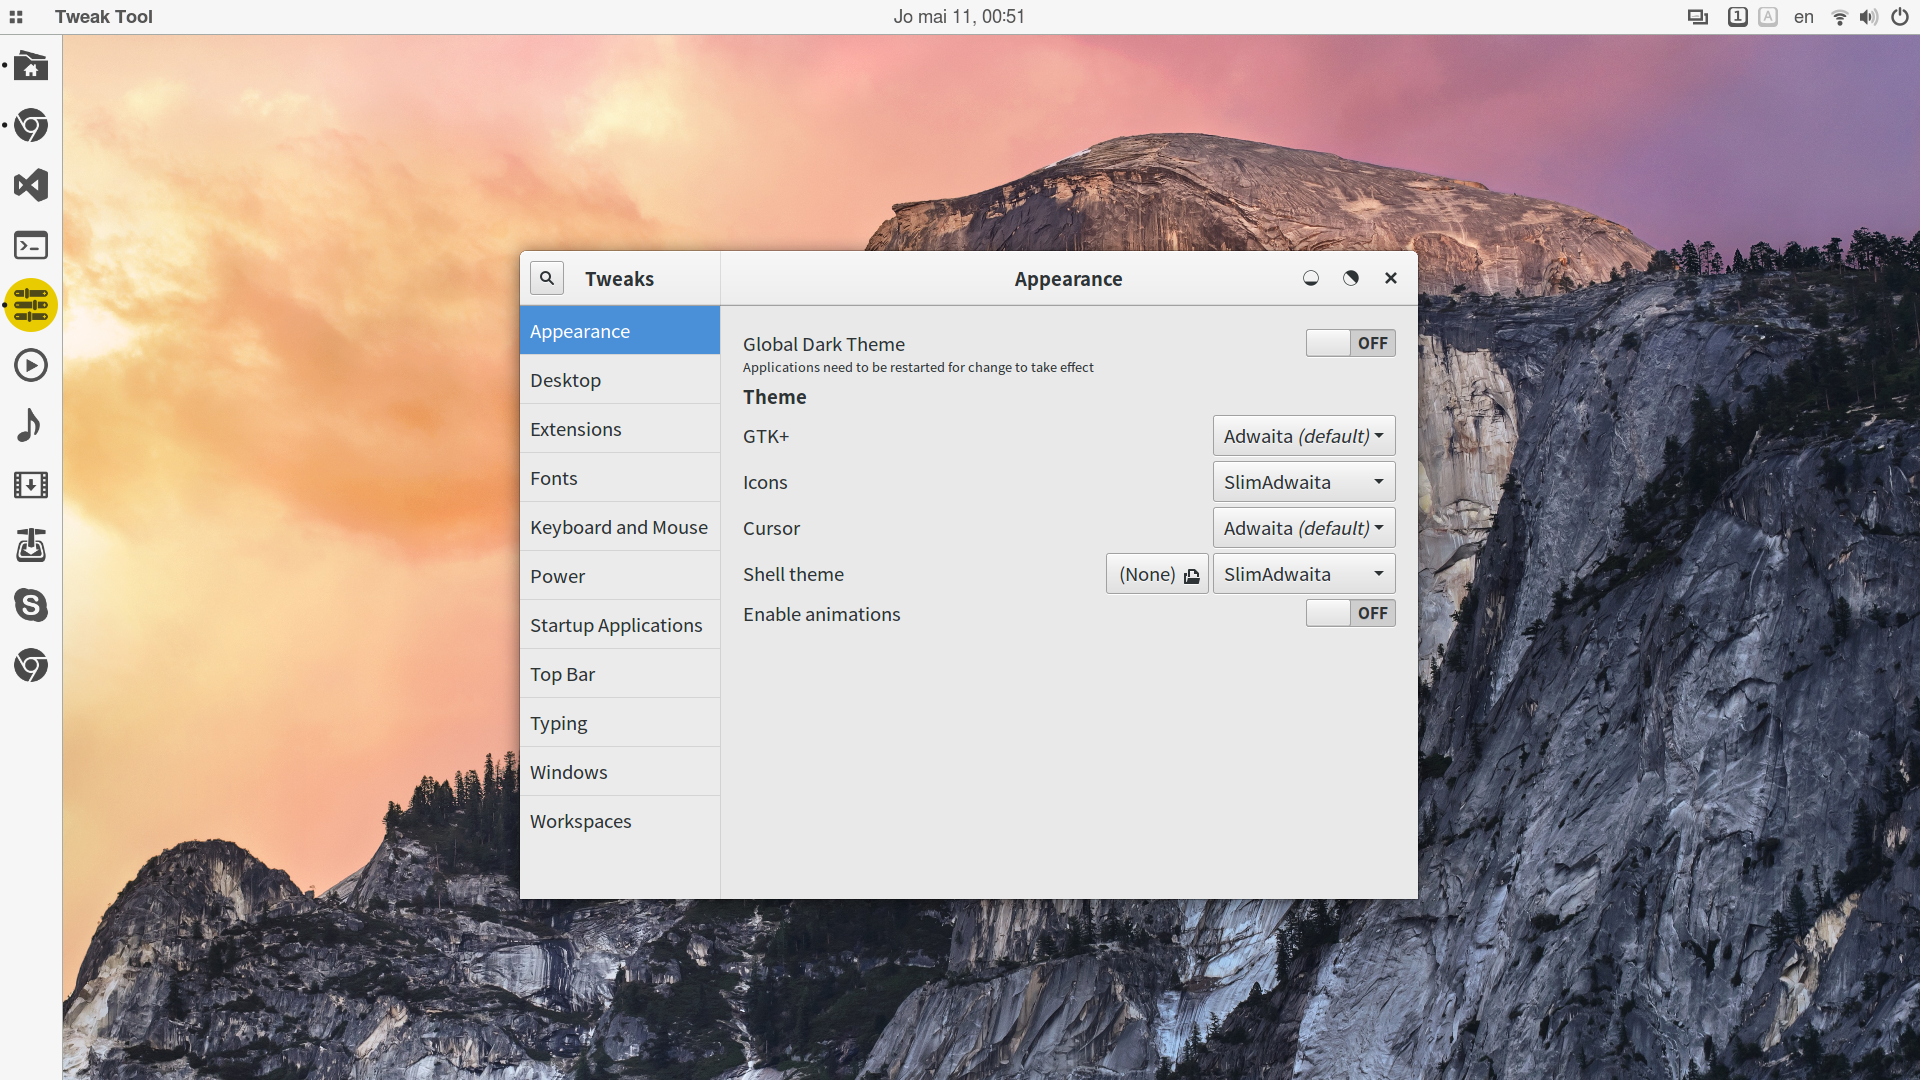 Tweak Tool
Jo mai 11, 00:51
1
A
en
Tweaks
Appearance
Appearance
Desktop
Extensions
Fonts
Keyboard and Mouse
Power
Startup Applications
Top Bar
Typing
Windows
Workspaces
Global Dark Theme OFF
Applications need to be restarted for change to take effect
Theme
GTK+ Adwaita (default)
Icons SlimAdwaita
Cursor Adwaita (default)
Shell theme (None) SlimAdwaita
Enable animations OFF